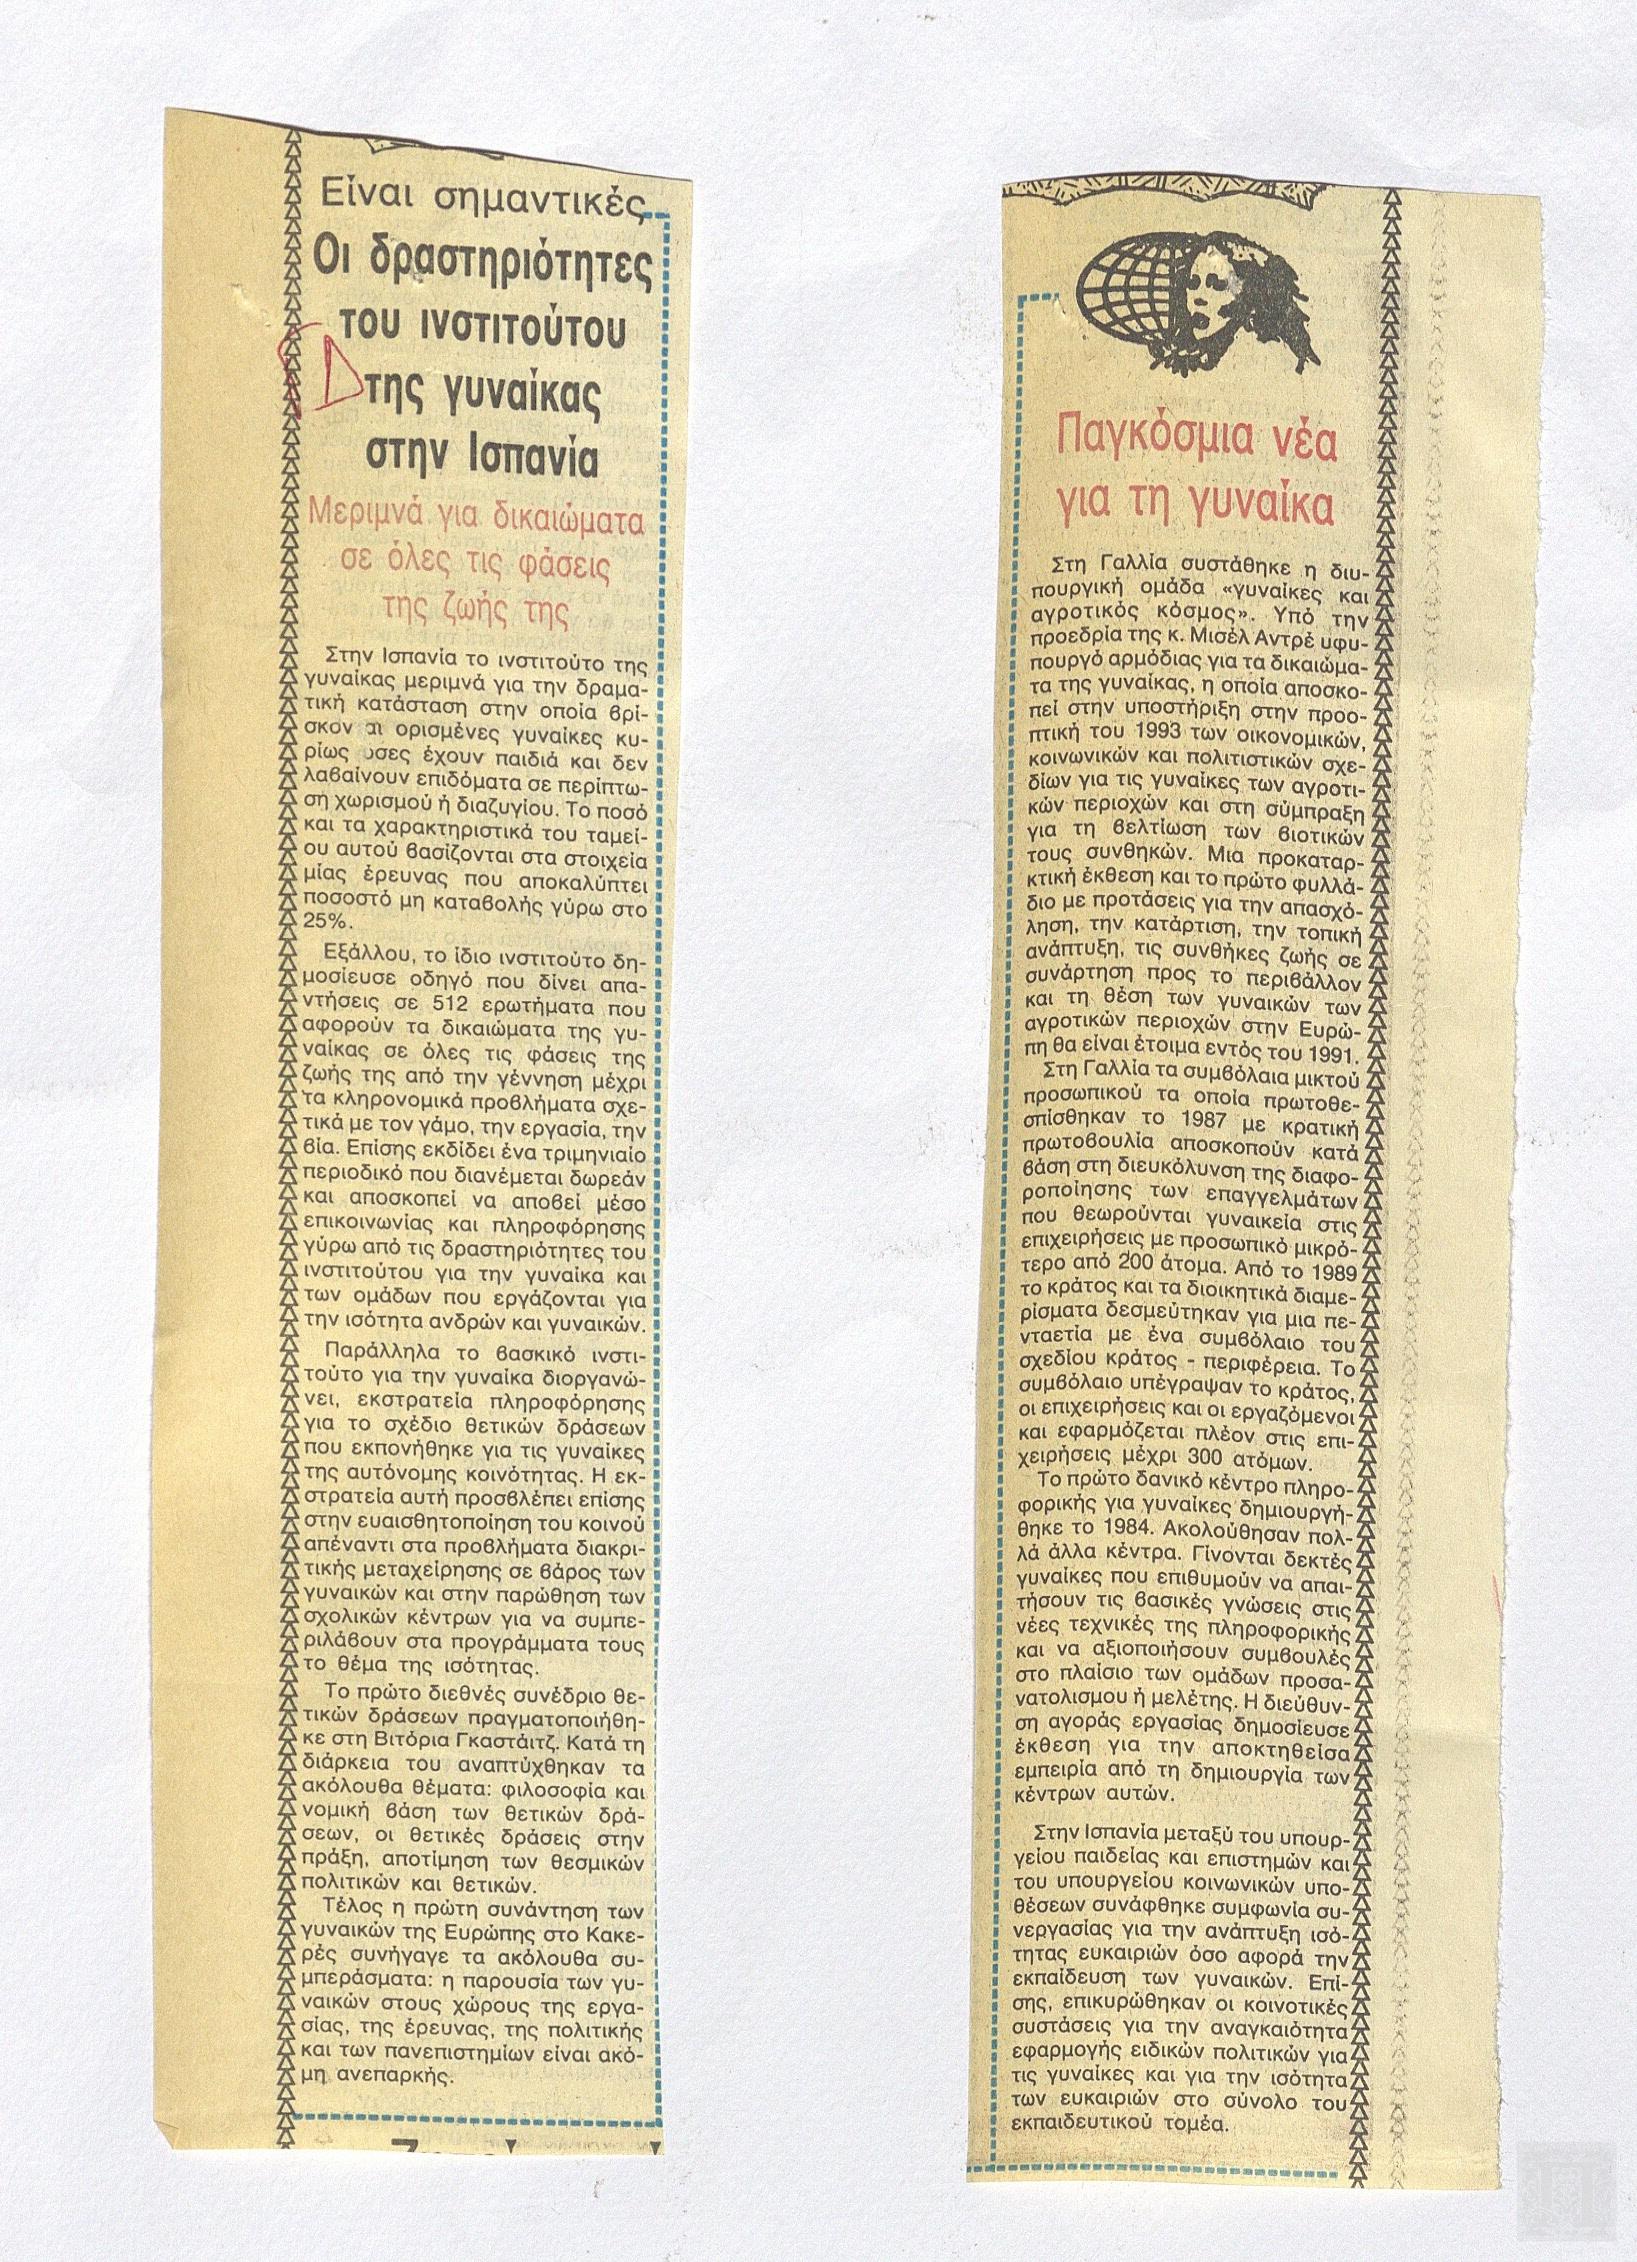 Είναι σημαντικές
Οι δραστηριότητες
του ινστιτούτου
της γυναίκας
στην Ισπανία
Μεριμνά για δικαιώματα
σε όλες τις φάσεις
της ζωής της
Στην Ισπανία το ινστιτούτο της
γυναίκας μεριμνά για την δραμα-
τική κατάσταση στην οποία βρί-
σκον αι ορισμένες γυναίκες κυ-
ρίως όσες έχουν παιδιά και δεν
λαβαίνουν επιδόματα σε περίπτω-
ση χωρισμού ή διαζυγίου. Το ποσό
και τα χαρακτηριστικά του ταμεί-
ου αυτού βασίζονται στα στοιχεία
μίας έρευνας που αποκαλύπτει
ποσοστό μη καταβολής γύρω στο
25%.
Εξάλλου, το ίδιο ινστιτούτο δη-
μοσίευσε οδηγό που δίνει απα-
ντήσεις σε 512 ερωτήματα που
αφορούν τα δικαιώματα της γυ-
ναίκας σε όλες τις φάσεις της
ζωής της από την γέννηση μέχρι
τα κληρονομικά προβλήματα σχε-
τικά με τον γάμο, την εργασία, την
βία. Επίσης εκδίδει ένα τριμηνιαίο
περιοδικό που διανέμεται δωρεάν
και αποσκοπεί να αποβεί μέσο
επικοινωνίας και πληροφόρησης
γύρω από τις δραστηριότητες του
ινστιτούτου για την γυναίκα και
των ομάδων που εργάζονται για
την ισότητα ανδρών και γυναικών.
Παράλληλα το βασκικό ινστι-
τούτο για την γυναίκα διοργανώ-
νει, εκστρατεία πληροφόρησης
για το σχέδιο θετικών δράσεων
που εκπονήθηκε για τις γυναίκες
της αυτόνομης κοινότητας. Η εκ-
στρατεία αυτή προσβλέπει επίσης
στην ευαισθητοποίηση του κοινού
απέναντι στα προβλήματα διακρι-
τικής μεταχείρησης σε βάρος των
γυναικών και στην παρώθηση των
σχολικών κέντρων για να συμπε-
ριλάβουν στα προγράμματα τους
το θέμα της ισότητας.
Το πρώτο διεθνές συνέδριο θε-
τικών δράσεων πραγματοποιήθη-
κε στη Βιτόρια Γκαστάιτζ. Κατά τη
διάρκεια του αναπτύχθηκαν τα
ακόλουθα θέματα: φιλοσοφία και
νομική βάση των θετικών δρά-
σεων, οι θετικές δράσεις στην
πράξη, αποτίμηση των θεσμικών
πολιτικών και θετικών.
Τέλος η πρώτη συνάντηση των
γυναικών της Ευρώπης στο Κακε-
ρές συνήγαγε τα ακόλουθα συ-
μπεράσματα: η παρουσία των γυ-
ναικών στους χώρους της εργα-
σίας, της έρευνας, της πολιτικής
και των πανεπιστημίων είναι ακό-
μη ανεπαρκής.
Παγκόσμια νέα
για τη γυναίκα
Στη Γαλλία συστάθηκε η διυ-
πουργική ομάδα «γυναίκες και
αγροτικός κόσμος». Υπό την
προεδρία της κ. Μισέλ Αντρέ υφυ-
πουργό αρμόδιας για τα δικαιώμα-
τα της γυναίκας, η οποία αποσκο-
πεί στην υποστήριξη στην προο-
πτική του 1993 των οικονομικών,
κοινωνικών και πολιτιστικών σχε-
δίων για τις γυναίκες των αγροτι-
κών περιοχών και στη σύμπραξη
για τη βελτίωση των βιοτικών
τους συνθηκών. Μια προκαταρ-
κτική έκθεση και το πρώτο φυλλά-
διο με προτάσεις για την απασχό-
ληση, την κατάρτιση, την τοπική
ανάπτυξη, τις συνθήκες ζωής σε
συνάρτηση προς το περιβάλλον
και τη θέση των γυναικών των
αγροτικών περιοχών στην Ευρώ-
πη θα είναι έτοιμα εντός του 1991.
Στη Γαλλία τα συμβόλαια μικτού
προσωπικού τα οποία πρωτοθε-
σπίσθηκαν το 1987 με κρατική
πρωτοβουλία αποσκοπούν κατά
βάση στη διευκόλυνση της διαφο-
ροποίησης των επαγγελμάτων
που θεωρούνται γυναικεία στις
επιχειρήσεις με προσωπικό μικρό-
τερο από 200 άτομα. Από το 1989
το κράτος και τα διοικητικά διαμε-
ρίσματα δεσμεύτηκαν για μια πε-
νταετία με ένα συμβόλαιο του
σχεδίου κράτος - περιφέρεια. Το
συμβόλαιο υπέγραψαν το κράτος,
οι επιχειρήσεις και οι εργαζόμενοι
και εφαρμόζεται πλέον στις επι-
χειρήσεις μέχρι 300 ατόμων.
Το πρώτο δανικό κέντρο πληρο-
φορικής για γυναίκες δημιουργή-
θηκε το 1984. Ακολούθησαν πολ-
λά άλλα κέντρα. Γίνονται δεκτές
γυναίκες που επιθυμούν να απαι-
τήσουν τις βασικές γνώσεις στις
νέες τεχνικές της πληροφορικής
και να αξιοποιήσουν συμβουλές
στο πλαίσιο των ομάδων προσα-
νατολισμου ή μελέτης. Η διεύθυν-
ση αγοράς εργασίας δημοσίευσε
έκθεση για την αποκτηθείσα
εμπειρία από τη δημιουργία των
κέντρων αυτών.
Στην Ισπανία μεταξύ του υπουρ-
γείου παιδείας και επιστημών και
του υπουργείου κοινωνικών υπο-
θέσεων συνάφθηκε συμφωνία συ-
νεργασίας για την ανάπτυξη ισό-
τητας ευκαιριών όσο αφορά την
εκπαίδευση των γυναικών. Επί-
σης, επικυρώθηκαν οι κοινοτικές
συστάσεις για την αναγκαιότητα
εφαρμογής ειδικών πολιτικών για
τις γυναίκες και για την ισότητα
των ευκαιριών στο σύνολο του
εκπαιδευτικού τομέα.